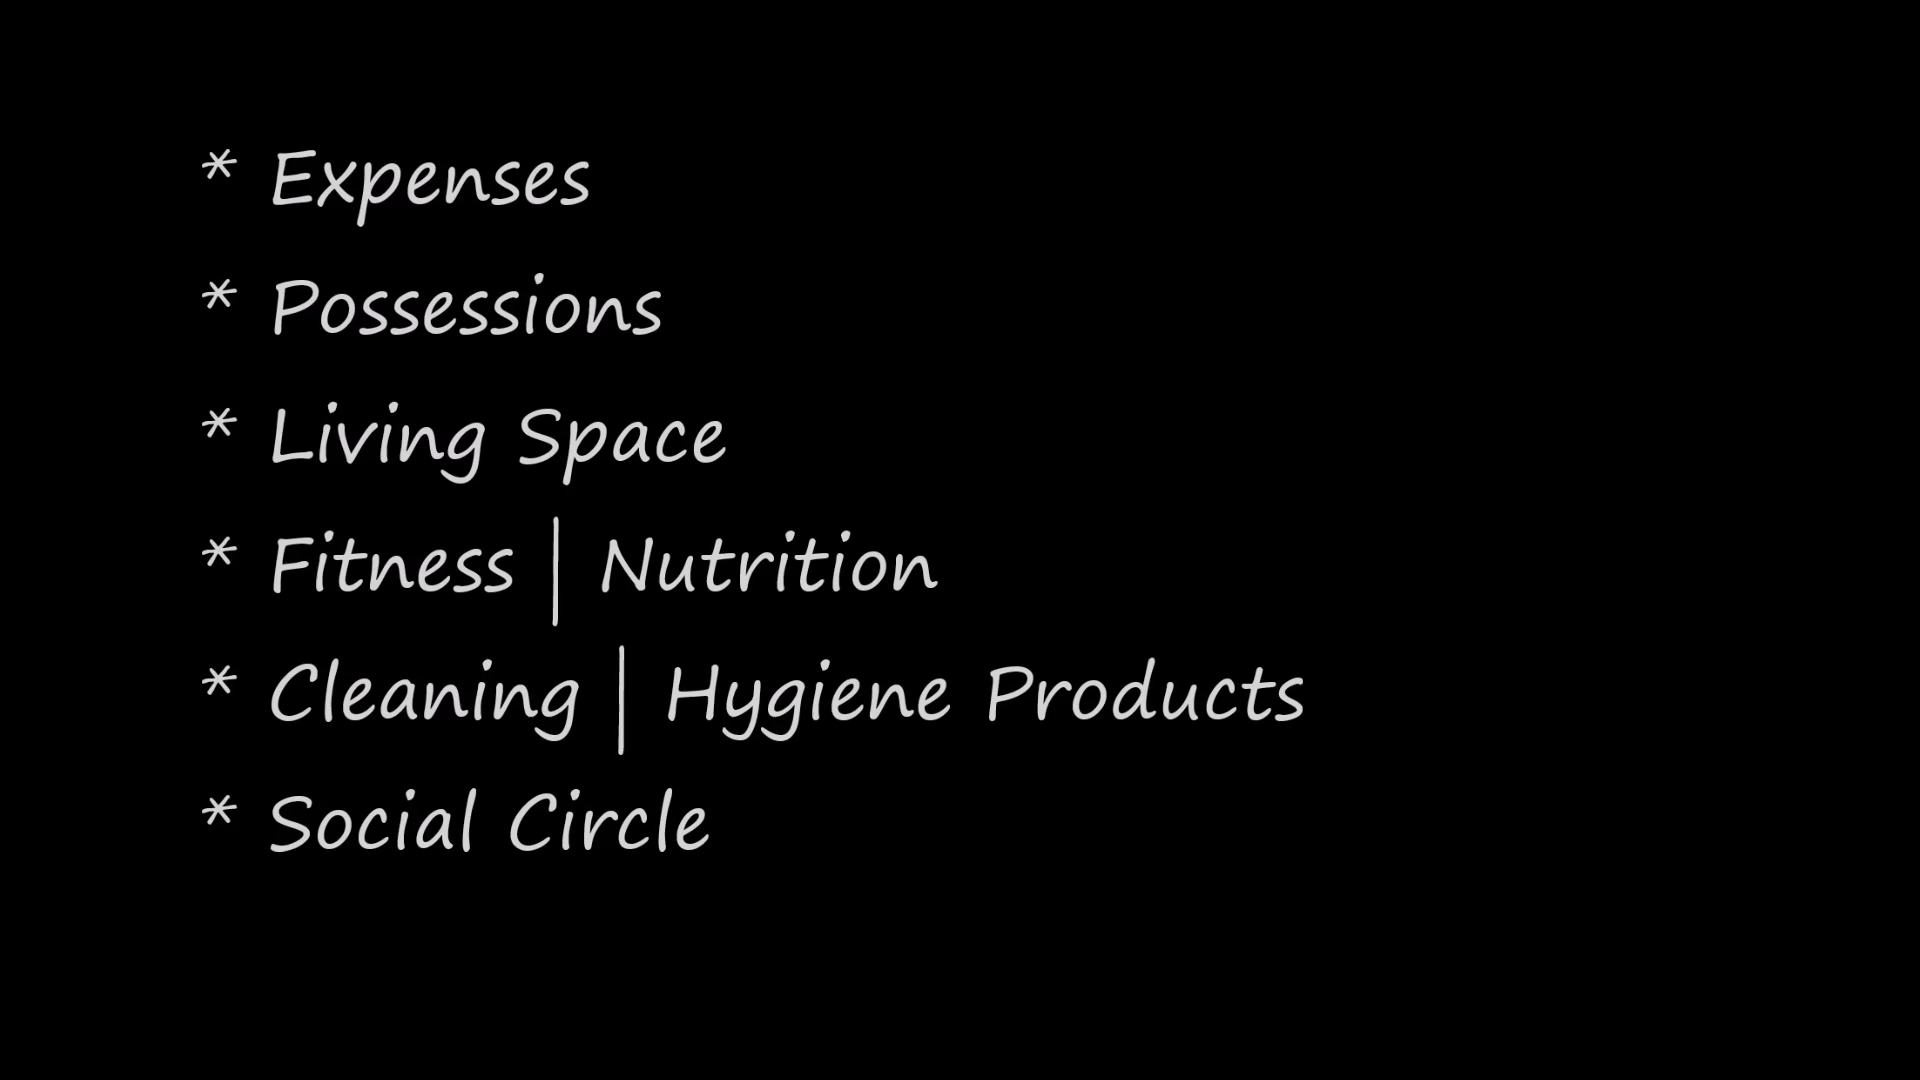 * Expenses
* Possessions
* Living Space
* Fitness | Nutrition
* Cleaning | Hygiene Products
* Social Circle